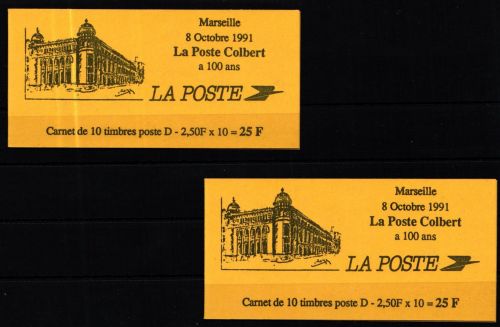 Marseille
8 Octobre 1991
La Poste Colbert
a 100 ans
LA POSTE
Carnet de 10 timbres poste D - 2,50F x 10 = 25 F
Marseille
8 Octobre 1991
La Poste Colbert
a 100 ans
LA POSTE
Carnet de 10 timbres poste D - 2,50F x 10 = 25 F